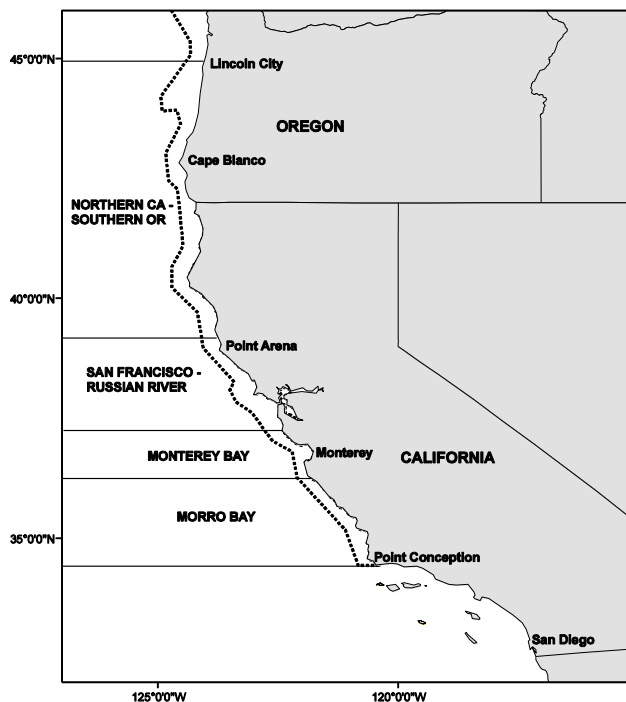 45°0'0"N
Lincoln City
OREGON
Cape Blanco
NORTHERN CA -
SOUTHERN OR
40°0'0"N
Point Arena
SAN FRANCISCO -
RUSSIAN RIVER
Monterey
MONTEREY BAY
CALIFORNIA
MORRO BAY
35°0'0"N
Point Conception
San Diego
125°0'0"W
120°0'0"W